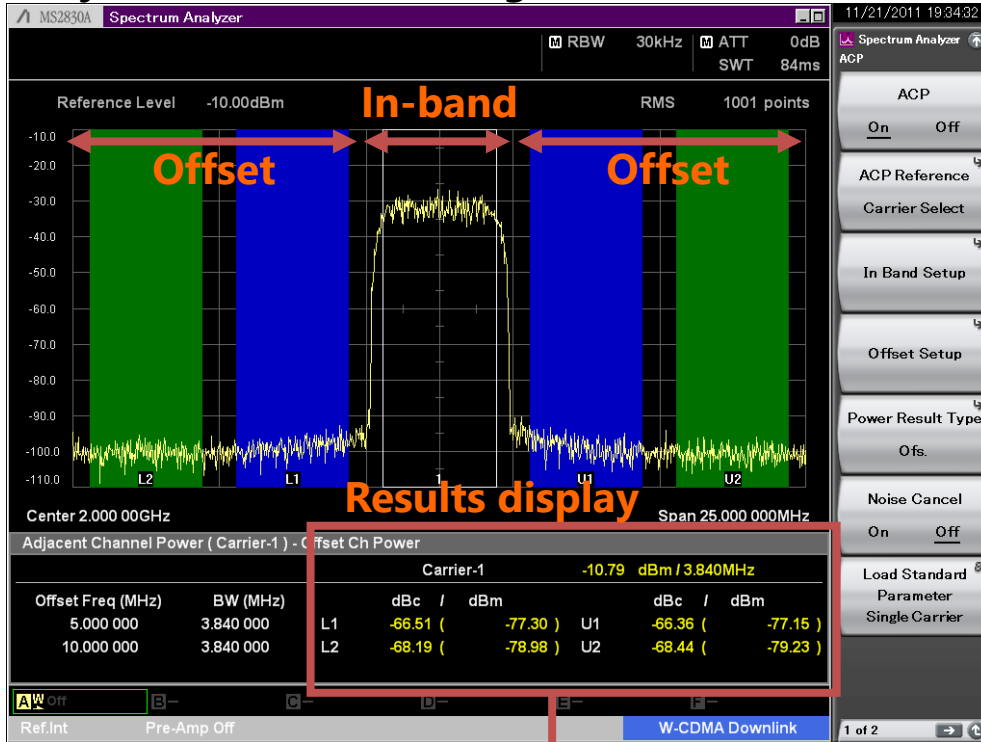 MS2830A Spectrum Analyzer
11/21/2011 19:34:32
RBW 30kHz ATT 0dB
SWT 84ms
Spectrum Analyzer
ACP
Reference Level -10.00dBm
In-band
RMS 1001 points
ACP
On Off
-10.0
-20.0
-30.0
-40.0
-50.0
-60.0
-70.0
-80.0
-90.0
-100.0
-110.0
Offset
Offset
L2 L1 1 U1 U2
ACP Reference
Carrier Select
In Band Setup
Offset Setup
Power Result Type
Ofs.
Results display
Center 2.000 00GHz Span 25.000 000MHz
Noise Cancel
On Off
Adjacent Channel Power ( Carrier-1 ) - Offset Ch Power
Carrier-1 -10.79 dBm / 3.840MHz
Offset Freq (MHz) BW (MHz) dBc / dBm dBc / dBm
5.000 000 3.840 000 L1 -66.51 ( -77.30 ) U1 -66.36 ( -77.15 )
10.000 000 3.840 000 L2 -68.19 ( -78.98 ) U2 -68.44 ( -79.23 )
Load Standard
Parameter
Single Carrier
A W Off B- C- D- E- F-
Ref.Int Pre-Amp Off W-CDMA Downlink
1 of 2